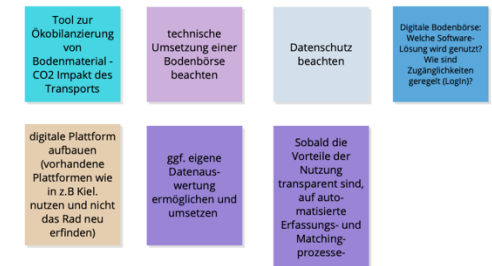 Tool zur
Ökobilanzierung
von
Bodenmaterial -
CO2 Impakt des
Transports
technische
Umsetzung einer
Bodenbörse
beachten
Datenschutz
beachten
Digitale Bodenbörse:
Welche Software-
Lösung wird genutzt?
Wie sind
Zugänglichkeiten
geregelt (LogIn)?
digitale Plattform
aufbauen
(vorhandene
Plattformen wie
in z.B Kiel.
nutzen und nicht
das Rad neu
erfinden)
ggf. eigene
Datenaus-
wertung
ermöglichen und
umsetzen
Sobald die
Vorteile der
Nutzung
transparent sind,
auf auto-
matisierte
Erfassungs- und
Matching-
prozesse-